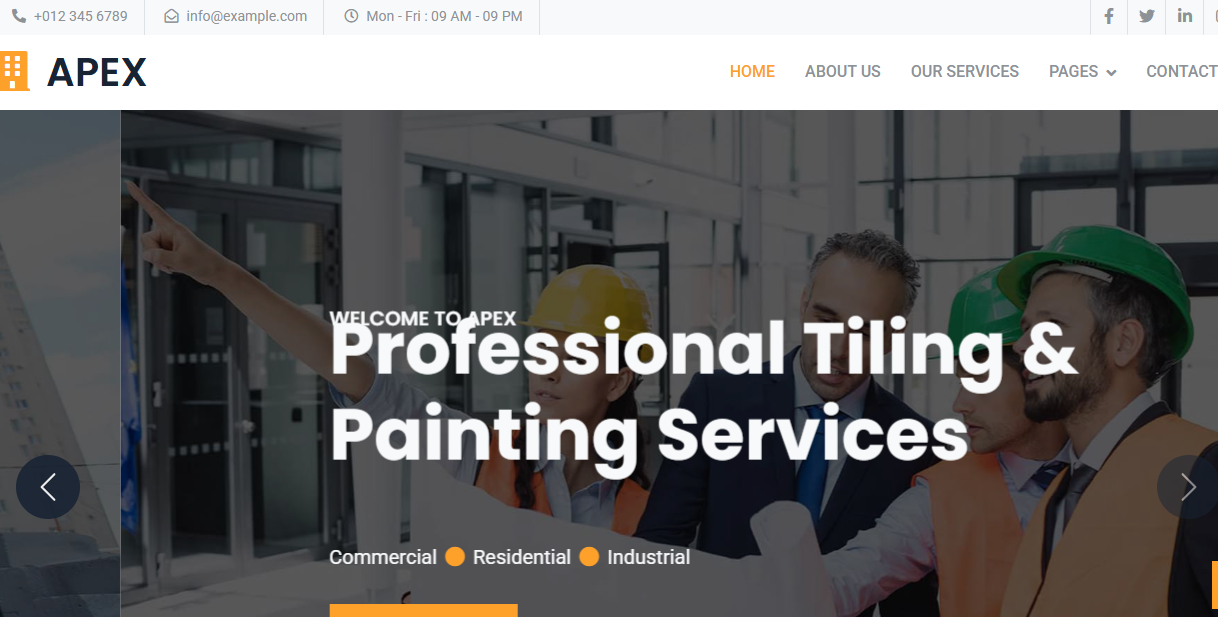 +012 345 6789
info@example.com
Mon - Fri : 09 AM - 09 PM
APEX
HOME
ABOUT US
OUR SERVICES
PAGES
CONTACT
WELCOME TO APEX
Professional Tiling &
Painting Services
Commercial
Residential
Industrial